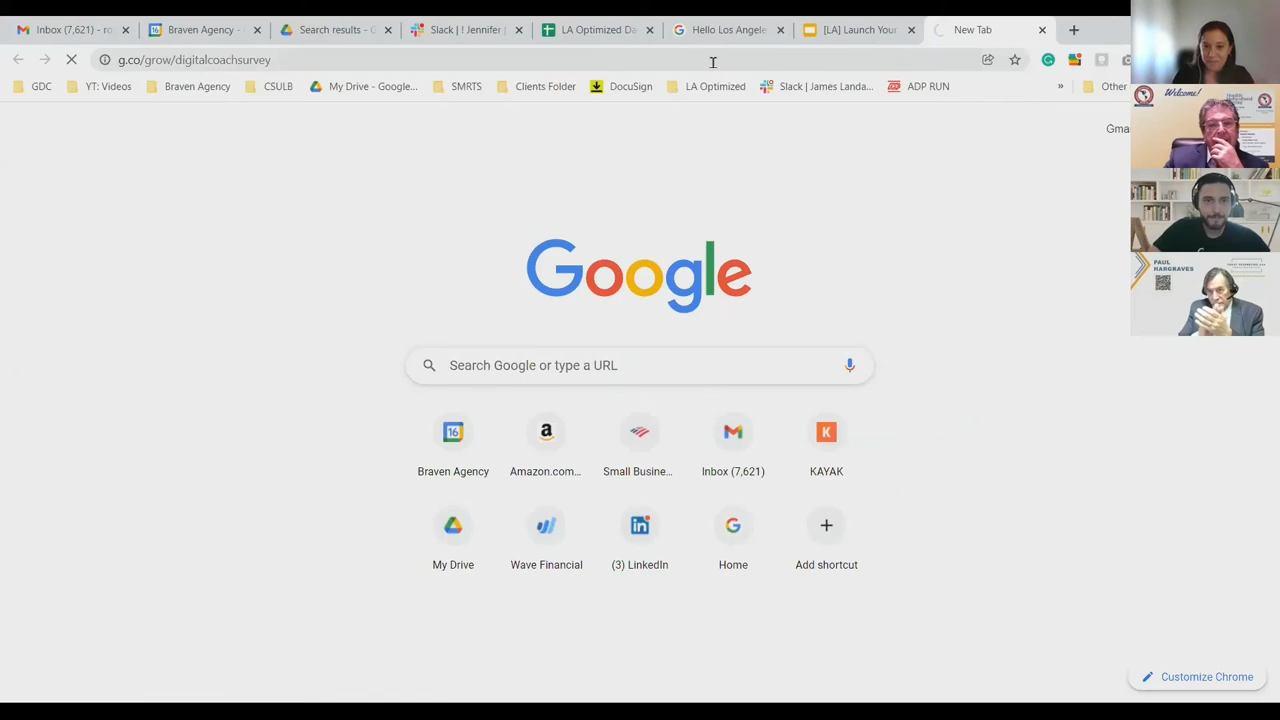 Inbox (7,621) - ro
Braven Agency -
Search results - G
Slack | ! Jennifer
LA Optimized Da
Hello Los Angele
[LA] Launch Your
New Tab
g.co/grow/digitalcoachsurvey
GDC
YT: Videos
Braven Agency
CSULB
My Drive - Google...
SMRTS
Clients Folder
DocuSign
LA Optimized
Slack | James Landa...
ADP RUN
»
Other
Gma
Welcome!
PAUL
HARGRAVES
Google
Search Google or type a URL
16
Braven Agency
Amazon.com...
Small Busine...
Inbox (7,621)
K
KAYAK
My Drive
Wave Financial
(3) LinkedIn
Home
Add shortcut
Customize Chrome